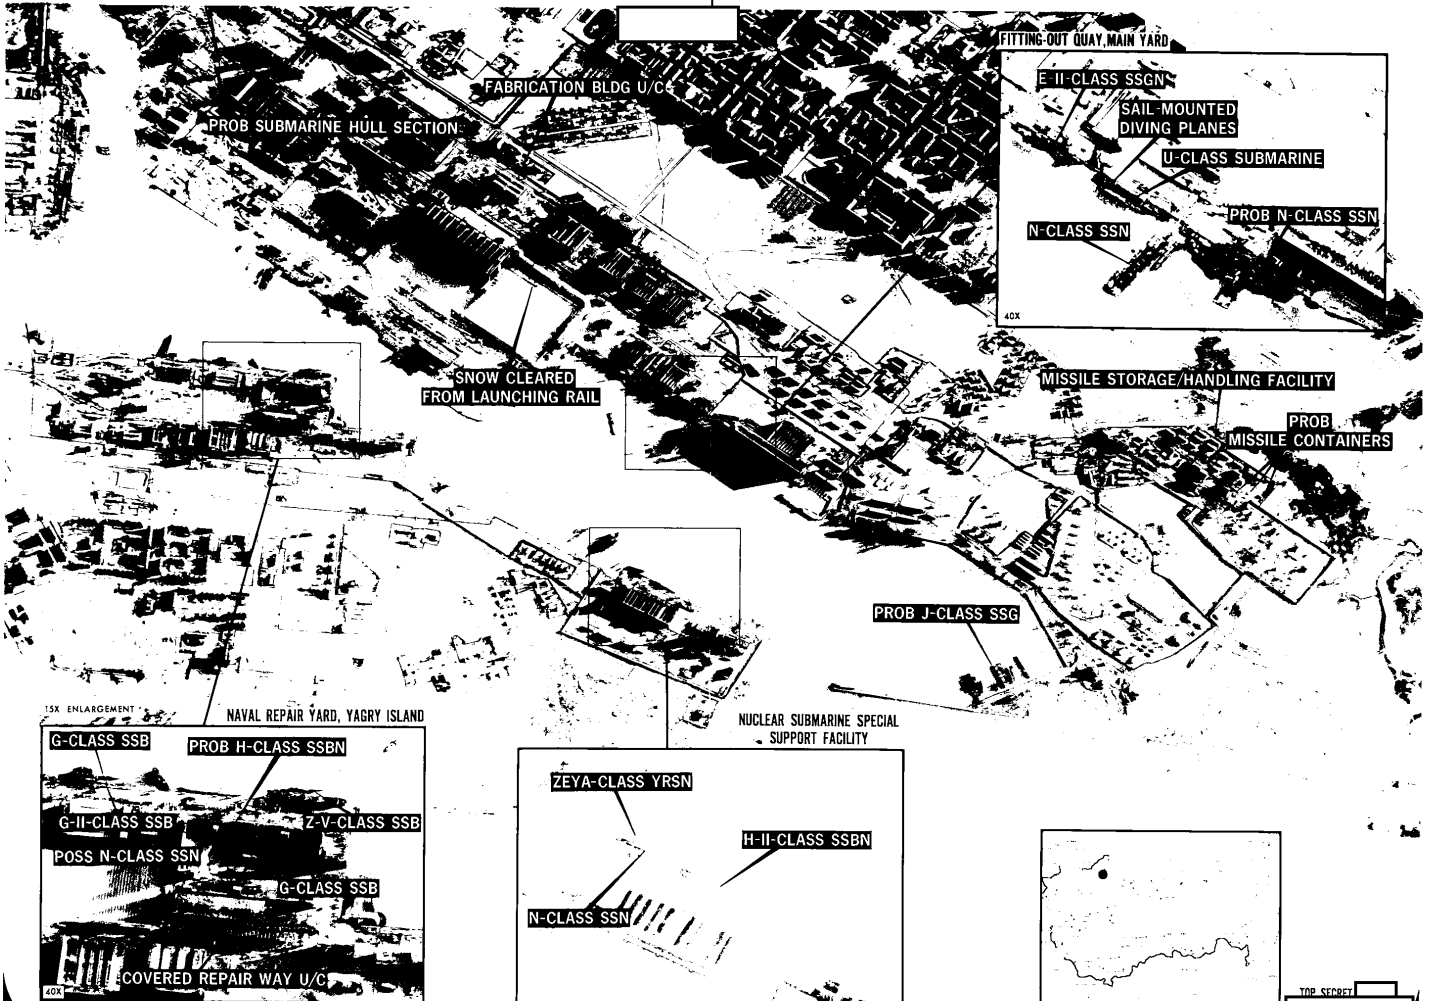 FITTING-OUT QUAY, MAIN YARD
E-II-CLASS SSGN
SAIL-MOUNTED
DIVING PLANES
U-CLASS SUBMARINE
PROB N-CLASS SSN
N-CLASS SSN
40X
FABRICATION BLDG U/C
PROB SUBMARINE HULL SECTION
SNOW CLEARED
FROM LAUNCHING RAIL
MISSILE STORAGE/HANDLING FACILITY
PROB
MISSILE CONTAINERS
PROB J-CLASS SSG
15X ENLARGEMENT
NAVAL REPAIR YARD, YAGRY ISLAND
G-CLASS SSB
PROB H-CLASS SSBN
G-II-CLASS SSB
Z-V-CLASS SSB
POSS N-CLASS SSN
G-CLASS SSB
COVERED REPAIR WAY U/C
40X
NUCLEAR SUBMARINE SPECIAL
SUPPORT FACILITY
ZEYA-CLASS YRSN
H-II-CLASS SSBN
N-CLASS SSN
TOP SECRET